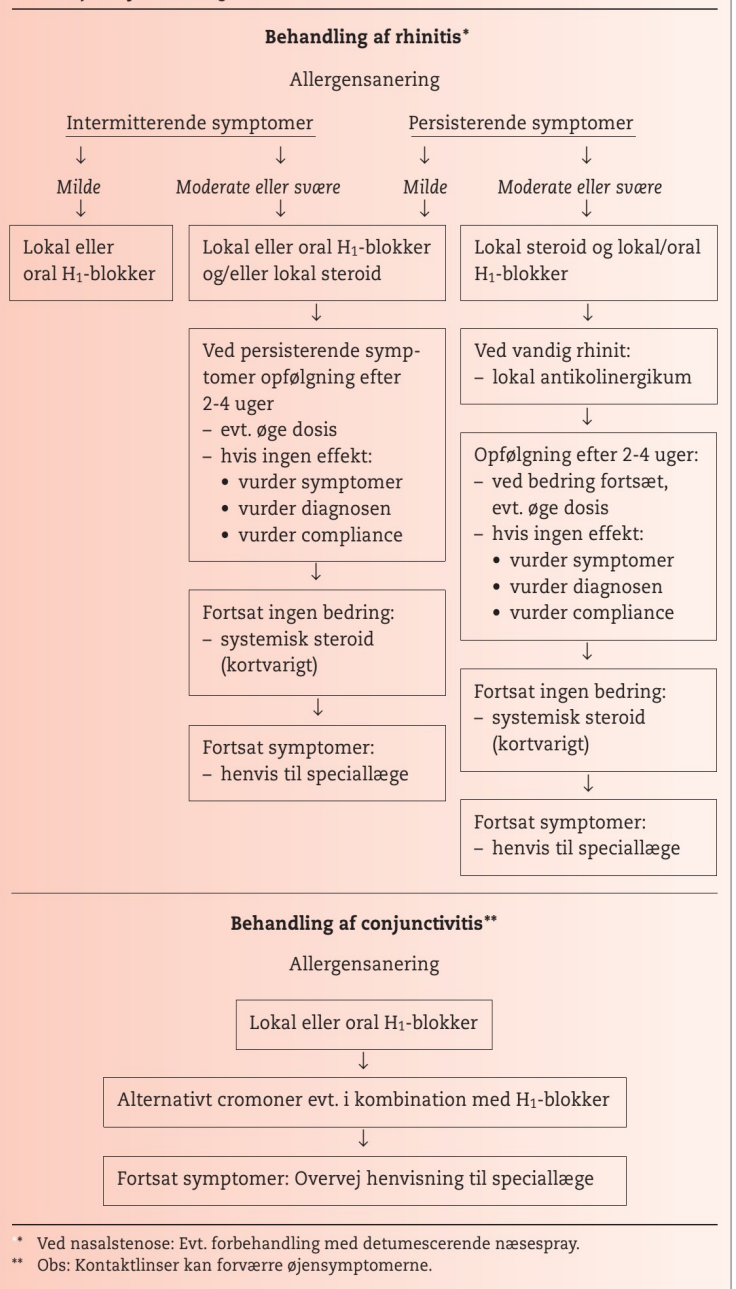 Behandling af rhinitis*
Allergensanering
Intermitterende symptomer
Persisterende symptomer
↓ ↓ ↓ ↓
Milde
Moderate eller svære
Milde
Moderate eller svære
↓ ↓ ↓ ↓
Lokal eller
oral H₁-blokker
Lokal eller oral H₁-blokker
og/eller lokal steroid
↓
Ved persisterende symp-
tomer opfølgning efter
2-4 uger
– evt. øge dosis
– hvis ingen effekt:
• vurder symptomer
• vurder diagnosen
• vurder compliance
↓
Fortsat ingen bedring:
– systemisk steroid
(kortvarigt)
↓
Fortsat symptomer:
– henvis til speciallæge
Lokal steroid og lokal/oral
H₁-blokker
↓
Ved vandig rhinit:
– lokal antikolinergikum
↓
Opfølgning efter 2-4 uger:
– ved bedring fortsæt,
evt. øge dosis
– hvis ingen effekt:
• vurder symptomer
• vurder diagnosen
• vurder compliance
↓
Fortsat ingen bedring:
– systemisk steroid
(kortvarigt)
↓
Fortsat symptomer:
– henvis til speciallæge
Behandling af conjunctivitis**
Allergensanering
Lokal eller oral H₁-blokker
↓
Alternativt cromoner evt. i kombination med H₁-blokker
↓
Fortsat symptomer: Overvej henvisning til speciallæge
* Ved nasalstenose: Evt. forbehandling med detumescerende næsespray.
** Obs: Kontaktlinser kan forværre øjensymptomerne.